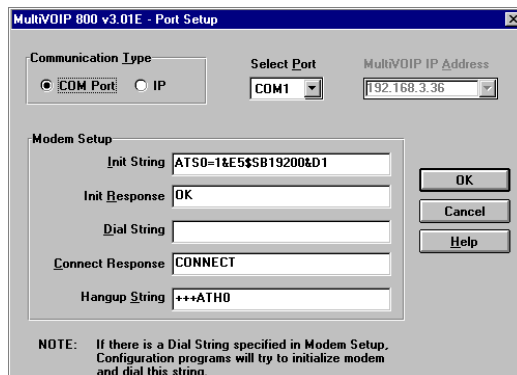 MultiVOIP 800 v3.01E - Port Setup
Communication Type
COM Port
IP
Select Port
COM1
MultiVOIP IP Address
192.168.3.36
Modem Setup
Init String
ATS0=1&E5$SB19200&D1
Init Response
OK
Dial String
Connect Response
CONNECT
Hangup String
+++ATH0
OK
Cancel
Help
NOTE: If there is a Dial String specified in Modem Setup,
Configuration programs will try to initialize modem
and dial this string.